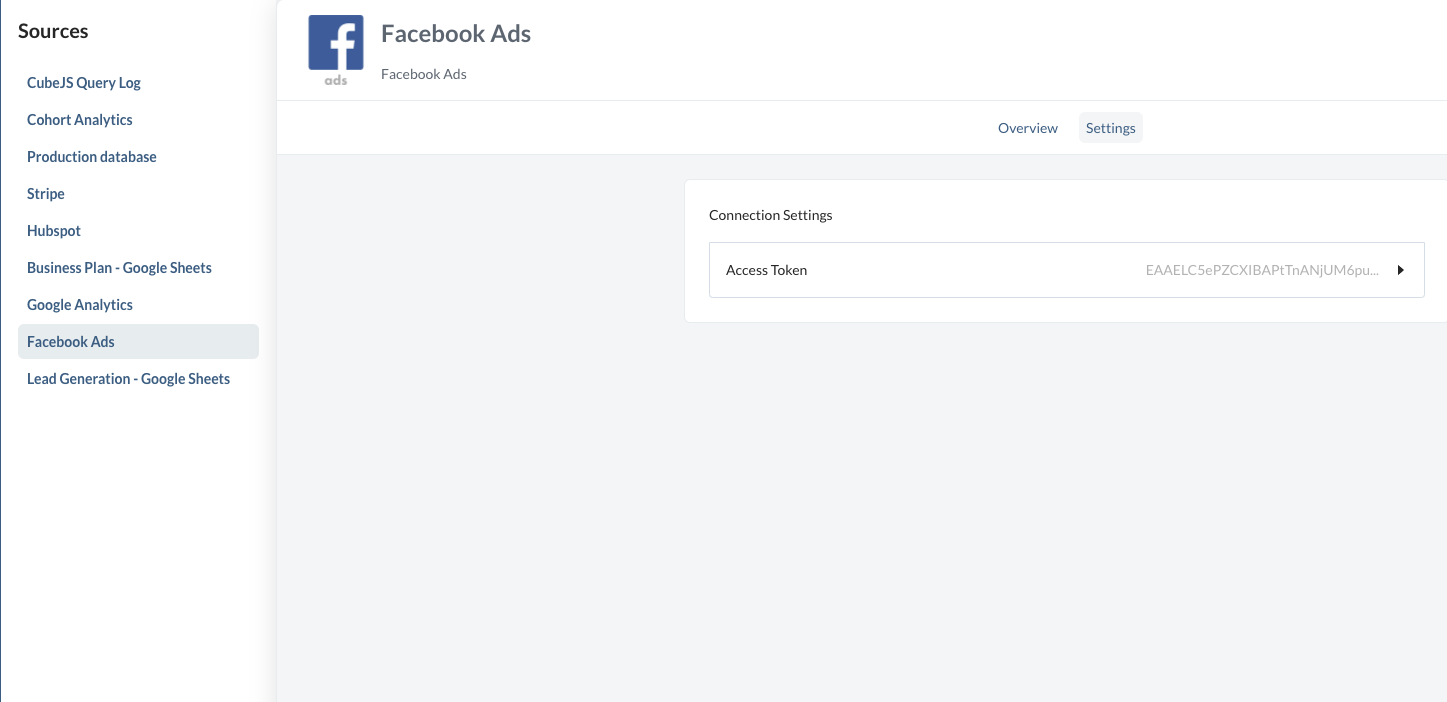 Sources
CubeJS Query Log
Cohort Analytics
Production database
Stripe
Hubspot
Business Plan - Google Sheets
Google Analytics
Facebook Ads
Lead Generation - Google Sheets
f
ads
Facebook Ads
Facebook Ads
Overview Settings
Connection Settings
Access Token EAAELC5ePZCXIBAPtTnANjUM6pu...